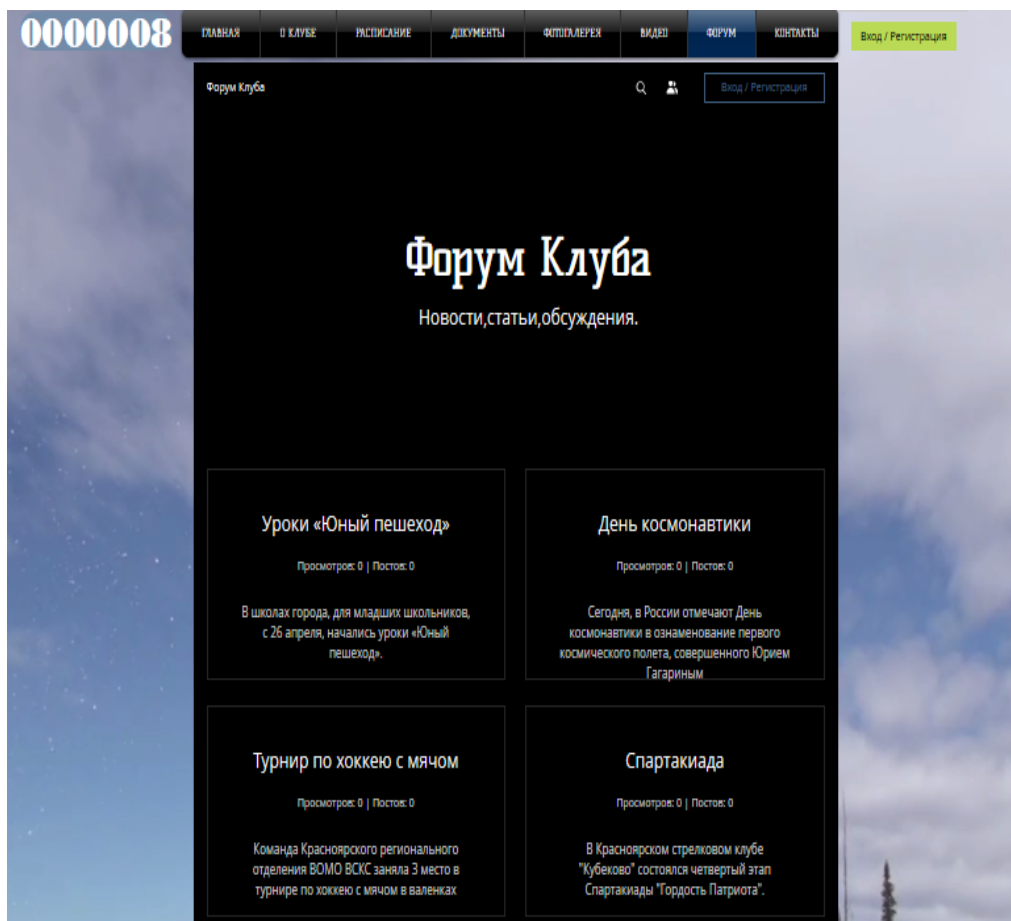 0000008
ГЛАВНАЯ О КЛУБЕ РАСПИСАНИЕ ДОКУМЕНТЫ ФОТОГАЛЕРЕЯ ВИДЕО ФОРУМ КОНТАКТЫ
Вход / Регистрация
Форум Клуба
Вход / Регистрация
Форум Клуба
Новости,статьи,обсуждения.
Уроки «Юный пешеход»
Просмотров: 0 | Постов: 0
В школах города, для младших школьников,
с 26 апреля, начались уроки «Юный
пешеход».
День космонавтики
Просмотров: 0 | Постов: 0
Сегодня, в России отмечают День
космонавтики в ознаменование первого
космического полета, совершенного Юрием
Гагариным
Турнир по хоккею с мячом
Просмотров: 0 | Постов: 0
Команда Красноярского регионального
отделения ВОМО ВСКС заняла 3 место в
турнире по хоккею с мячом в валенках
Спартакиада
Просмотров: 0 | Постов: 0
В Красноярском стрелковом клубе
"Кубеково" состоялся четвертый этап
Спартакиады "Гордость Патриота".